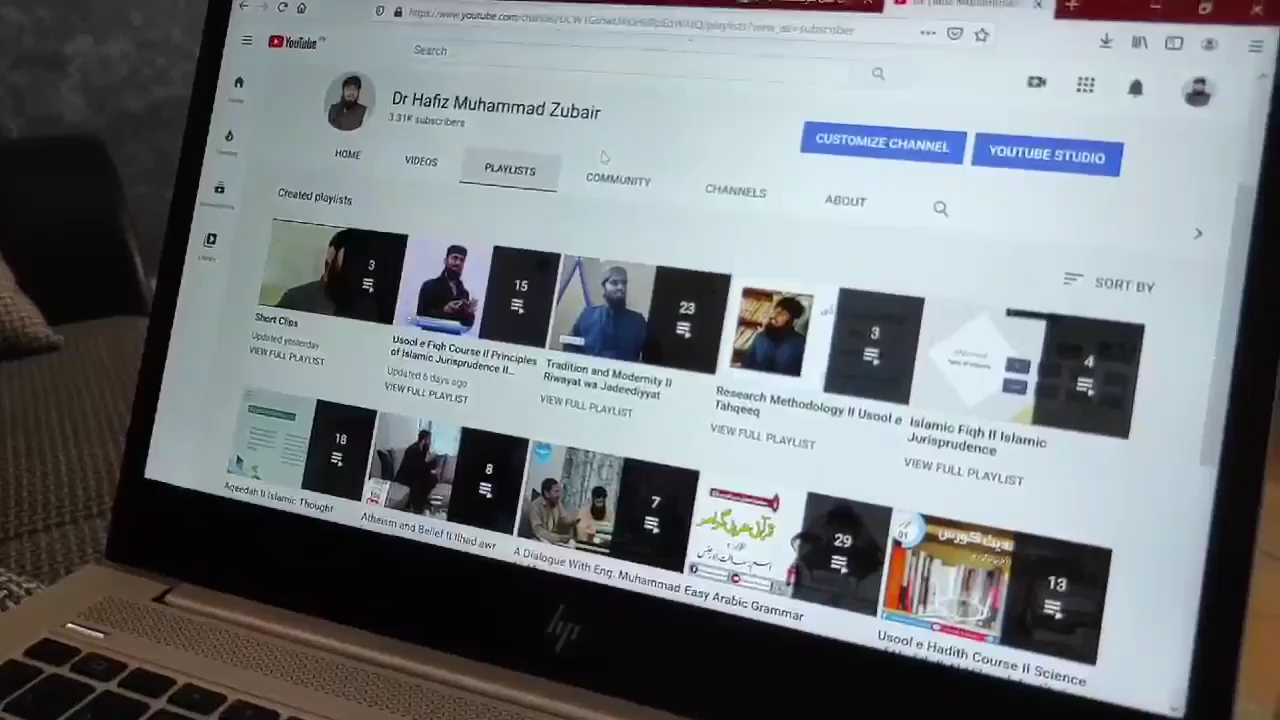 YouTube
Search
Dr Hafiz Muhammad Zubair
3.31K subscribers
CUSTOMIZE CHANNEL
YOUTUBE STUDIO
HOME
VIDEOS
PLAYLISTS
COMMUNITY
CHANNELS
ABOUT
Created playlists
SORT BY
3
15
23
3
4
Short Clips
Updated yesterday
VIEW FULL PLAYLIST
Usool e Fiqh Course II Principles
of Islamic Jurisprudence II...
Updated 6 days ago
VIEW FULL PLAYLIST
Tradition and Modernity II
Riwayat wa Jadeediyyat
VIEW FULL PLAYLIST
Research Methodology II Usool e
Tahqeeq
VIEW FULL PLAYLIST
Islamic Fiqh II Islamic
Jurisprudence
VIEW FULL PLAYLIST
18
8
7
29
13
Aqeedah II Islamic Thought
Atheism and Belief II Ilhad awr
A Dialogue With Eng. Muhammad
Easy Arabic Grammar
Usool e Hadith Course II Science
hp